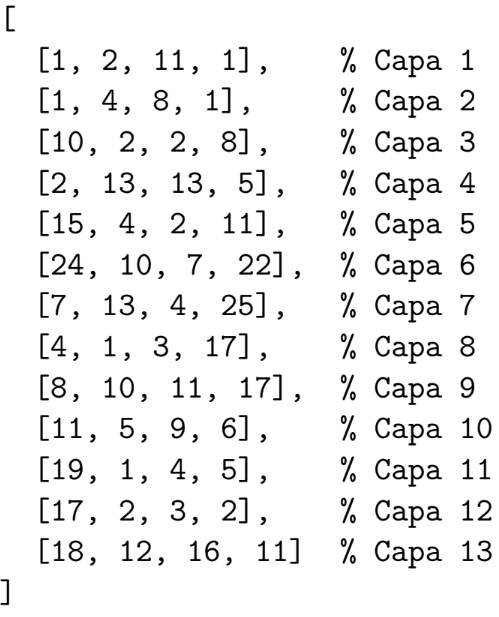 [
[1, 2, 11, 1], % Capa 1
[1, 4, 8, 1], % Capa 2
[10, 2, 2, 8], % Capa 3
[2, 13, 13, 5], % Capa 4
[15, 4, 2, 11], % Capa 5
[24, 10, 7, 22], % Capa 6
[7, 13, 4, 25], % Capa 7
[4, 1, 3, 17], % Capa 8
[8, 10, 11, 17], % Capa 9
[11, 5, 9, 6], % Capa 10
[19, 1, 4, 5], % Capa 11
[17, 2, 3, 2], % Capa 12
[18, 12, 16, 11] % Capa 13
]